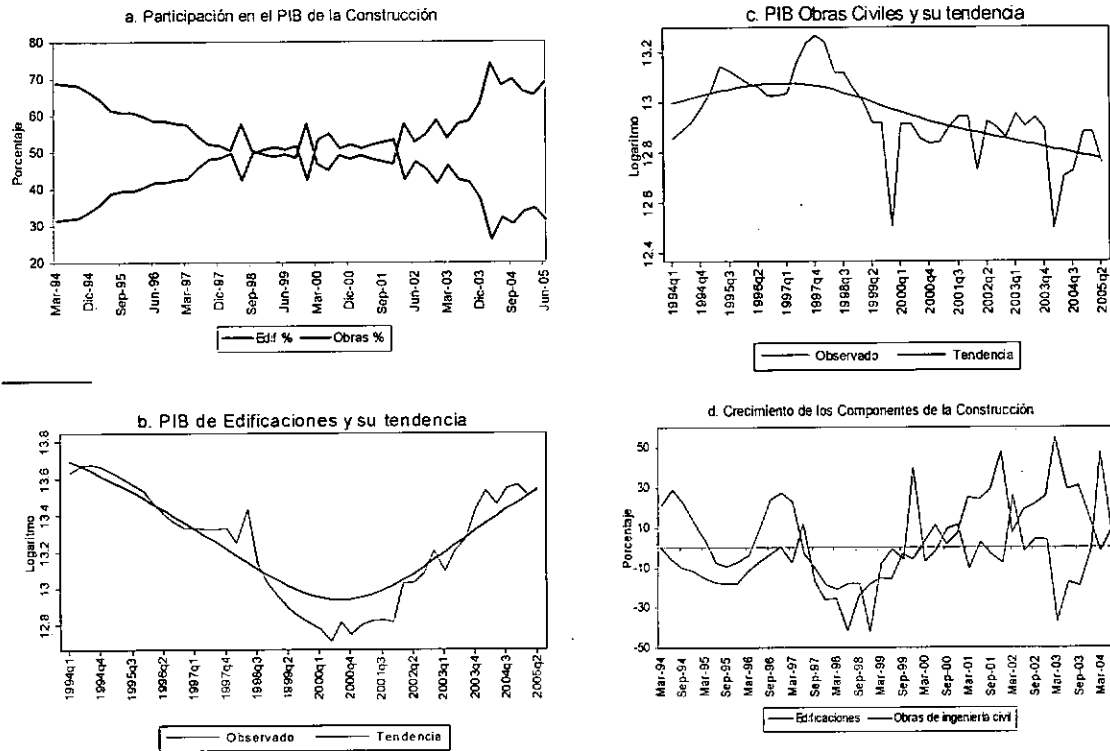 a. Participación en el PIB de la Construcción
Porcentaje
80
70
60
50
40
30
20
Mar-94
Dic-94
Sep-95
Jun-96
Mar-97
Dic-97
Sep-98
Jun-99
Mar-00
Dic-00
Sep-01
Jun-02
Mar-03
Dic-03
Sep-04
Jun-05
Edif %
Obras %
c. PIB Obras Civiles y su tendencia
Logaritmo
13.2
13
12.8
12.6
12.4
1994q1
1994q4
1995q3
1996q2
1997q1
1997q4
1998q3
1999q2
2000q1
2000q4
2001q3
2002q2
2003q1
2003q4
2004q3
2005q2
Observado
Tendencia
b. PIB de Edificaciones y su tendencia
Logaritmo
13.8
13.6
13.4
13.2
13
12.8
1994q1
1994q4
1995q3
1996q2
1997q1
1997q4
1998q3
1999q2
2000q1
2000q4
2001q3
2002q2
2003q1
2003q4
2004q3
2005q2
Observado
Tendencia
d. Crecimiento de los Componentes de la Construcción
Porcentaje
50
30
10
-10
-30
-50
Mar-94
Sep-94
Mar-95
Sep-95
Mar-96
Sep-96
Mar-97
Sep-97
Mar-98
Sep-98
Mar-99
Sep-99
Mar-00
Sep-00
Mar-01
Sep-01
Mar-02
Sep-02
Mar-03
Sep-03
Mar-04
Edificaciones
Obras de ingeniería civil